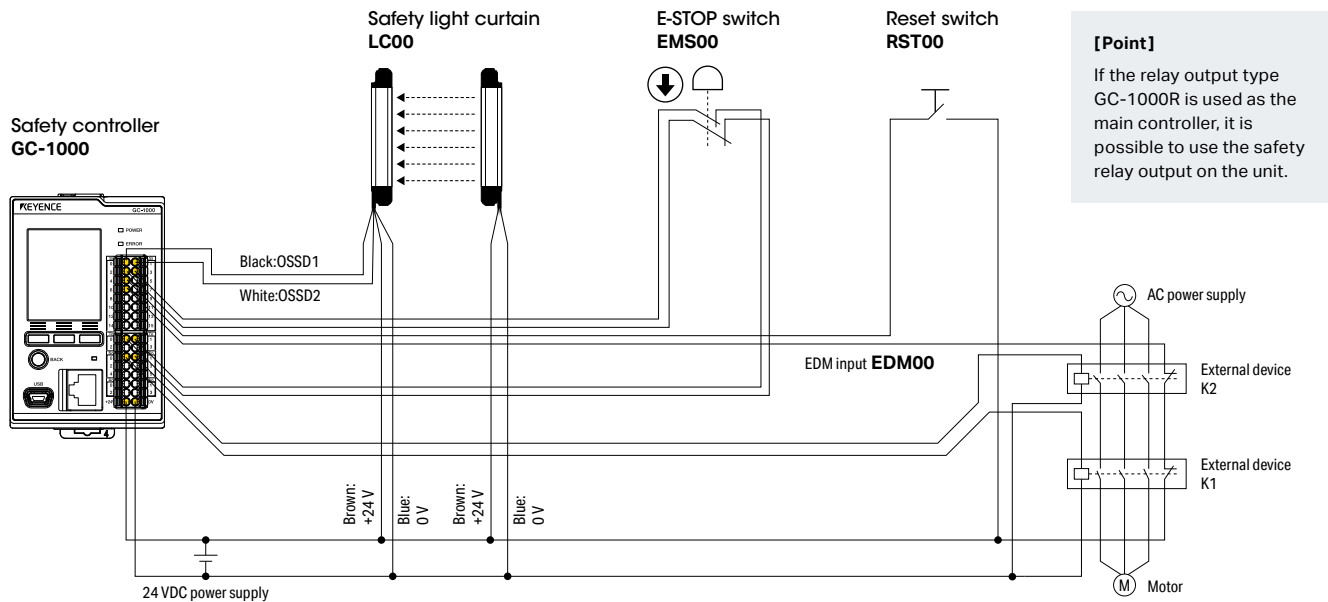 Safety light curtain
LC00
E-STOP switch
EMS00
Reset switch
RST00
[Point]
If the relay output type
GC-1000R is used as the
main controller, it is
possible to use the safety
relay output on the unit.
Safety controller
GC-1000
KEYENCE
GC-1000
POWER
ERROR
BACK
USB
Black:OSSD1
White:OSSD2
EDM input EDM00
AC power supply
External device
K2
External device
K1
Brown:
+24 V
Blue:
0 V
Brown:
+24 V
Blue:
0 V
24 VDC power supply
M
Motor